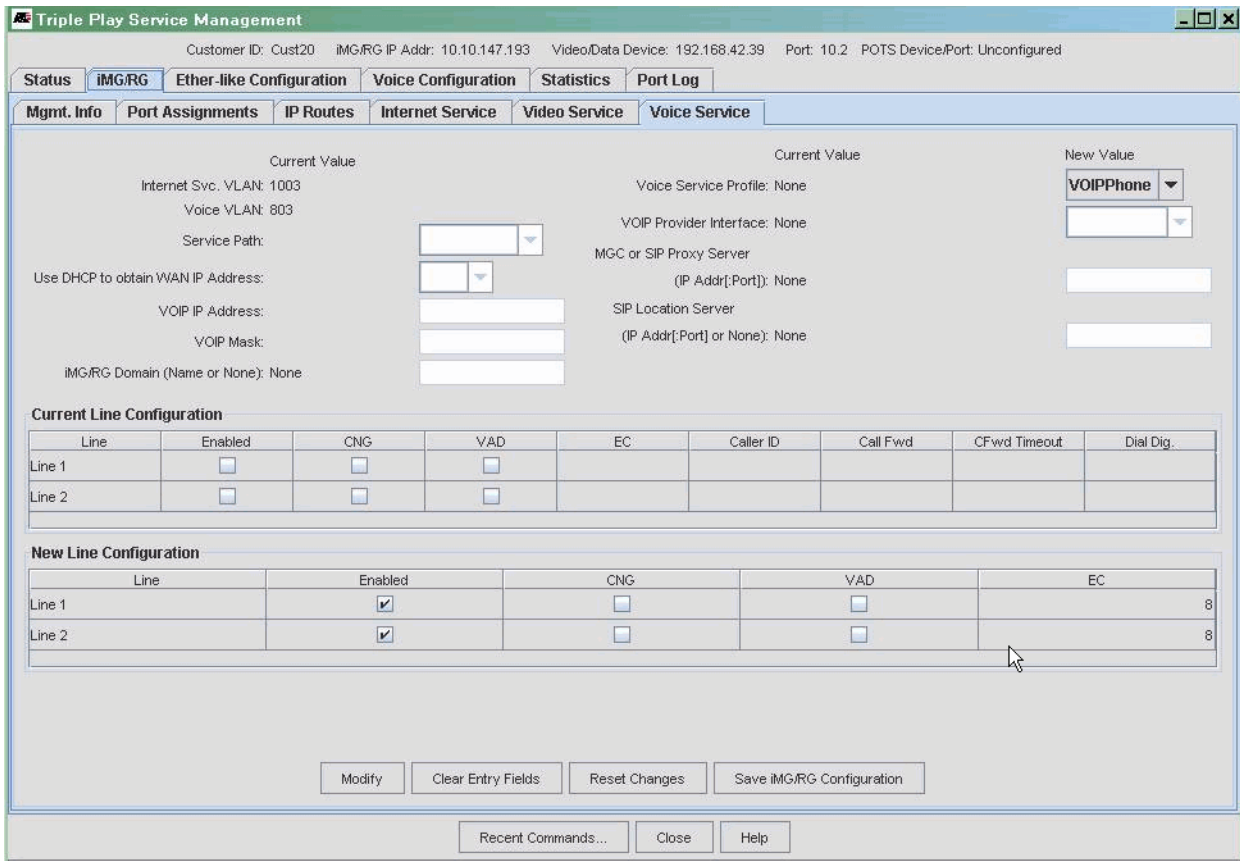 Triple Play Service Management
Customer ID: Cust20 iMG/RG IP Addr: 10.10.147.193 Video/Data Device: 192.168.42.39 Port: 10.2 POTS Device/Port: Unconfigured
Status iMG/RG Ether-like Configuration Voice Configuration Statistics Port Log
Mgmt. Info Port Assignments IP Routes Internet Service Video Service Voice Service
Current Value
Internet Svc. VLAN: 1003
Voice VLAN: 803
Service Path:
Use DHCP to obtain WAN IP Address:
VOIP IP Address:
VOIP Mask:
iMG/RG Domain (Name or None): None
Current Value New Value
Voice Service Profile: None VOIPPhone
VOIP Provider Interface: None
MGC or SIP Proxy Server
(IP Addr[:Port]): None
SIP Location Server
(IP Addr[:Port] or None): None
Current Line Configuration
Line Enabled CNG VAD EC Caller ID Call Fwd CFwd Timeout Dial Dig.
Line 1
Line 2
New Line Configuration
Line Enabled CNG VAD EC
Line 1 8
Line 2 8
Modify Clear Entry Fields Reset Changes Save iMG/RG Configuration
Recent Commands... Close Help